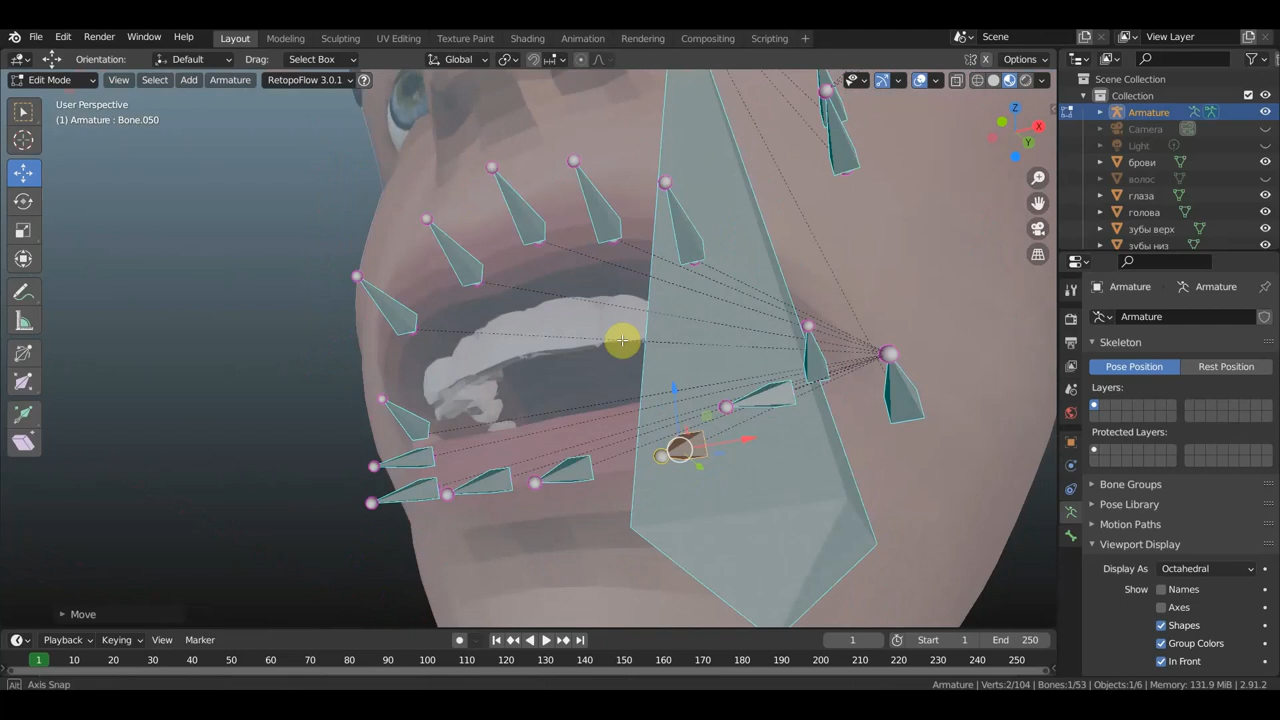 File Edit Render Window Help Layout Modeling Sculpting UV Editing Texture Paint Shading Animation Rendering Compositing Scripting + Scene View Layer
Orientation: Default Drag: Select Box Global Options
Edit Mode View Select Add Armature RetopoFlow 3.0.1
User Perspective
(1) Armature : Bone.050
Z
X
Y
Scene Collection
Collection
Armature
Camera
Light
брови
волос
глаза
голова
зубы верх
зубы низ
Armature Armature
Armature
Skeleton
Pose Position Rest Position
Layers:
Protected Layers:
Bone Groups
Pose Library
Motion Paths
Viewport Display
Display As Octahedral
Show Names
Axes
Shapes
Group Colors
In Front
Move
Playback Keying View Marker 1 Start 1 End 250
1 10 20 30 40 50 60 70 80 90 100 110 120 130 140 150 160 170 180 190 200 210 220 230 240 250
Alt Axis Snap Armature | Verts:2/104 | Bones:1/53 | Objects:1/6 | Memory: 131.9 MiB | 2.91.2